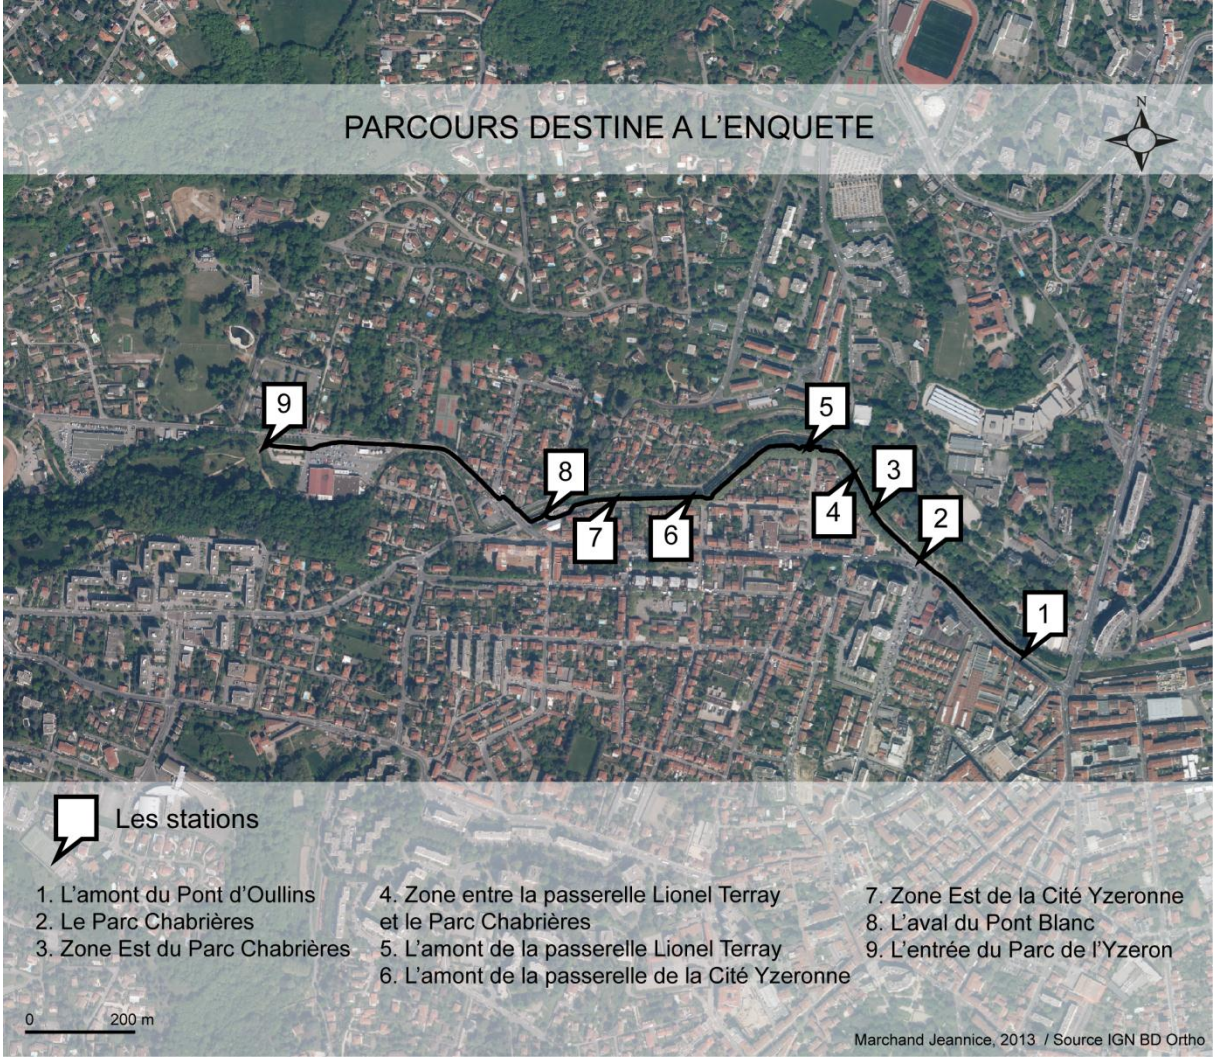 PARCOURS DESTINE A L'ENQUETE
N
9
5
8
3
4
2
7
6
1
Les stations
1. L'amont du Pont d'Oullins
2. Le Parc Chabrières
3. Zone Est du Parc Chabrières
4. Zone entre la passerelle Lionel Terray
et le Parc Chabrières
5. L'amont de la passerelle Lionel Terray
6. L'amont de la passerelle de la Cité Yzeronne
7. Zone Est de la Cité Yzeronne
8. L'aval du Pont Blanc
9. L'entrée du Parc de l'Yzeron
0 200 m
Marchand Jeannice, 2013 / Source IGN BD Ortho